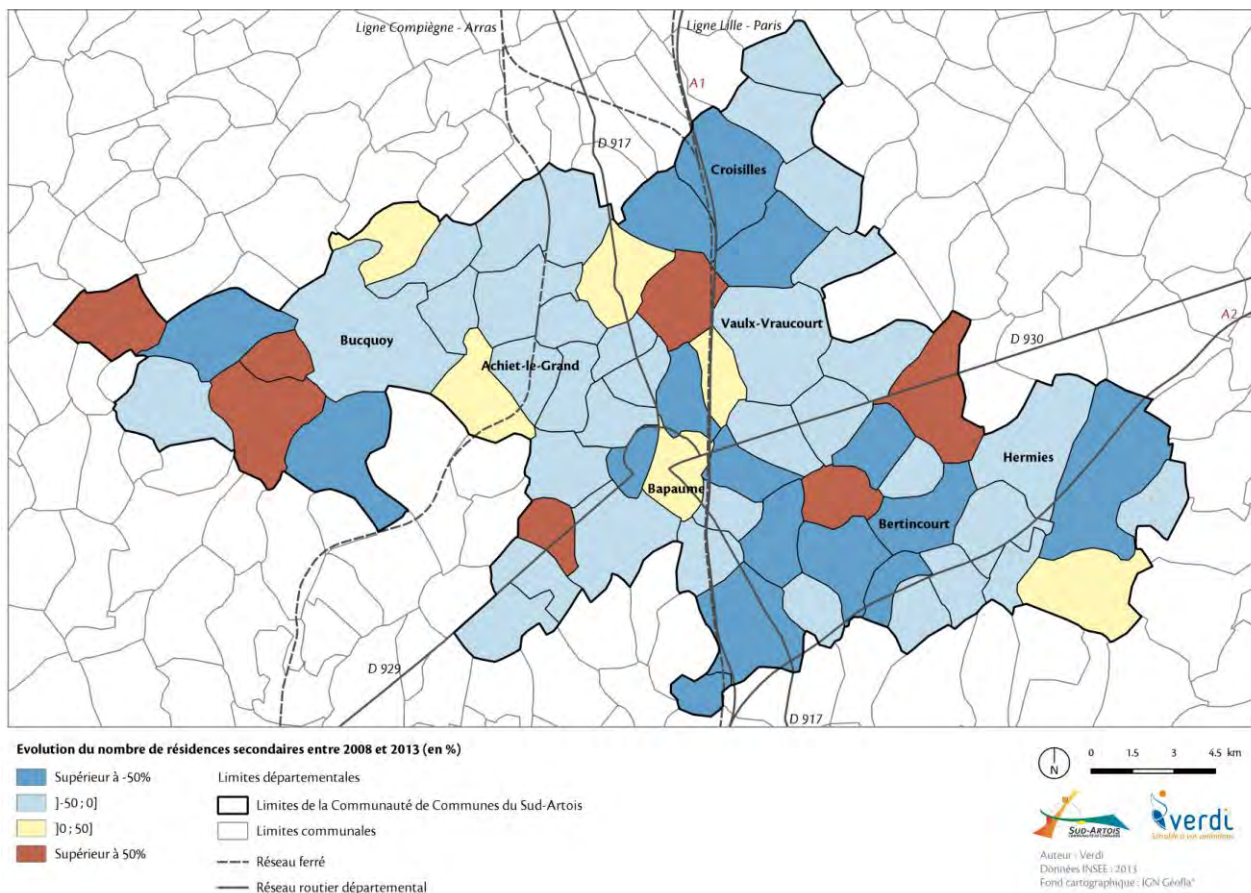 Ligne Compiègne - Arras
Ligne Lille - Paris
A1
D 917
Croisilles
Vaulx-Vraucourt
A2
D 930
Bucquoy
Achiet-le-Grand
Hermies
Bapaume
Bertincourt
D 929
D 917
Evolution du nombre de résidences secondaires entre 2008 et 2013 (en %)
Supérieur à -50%
]-50 ; 0]
]0 ; 50]
Supérieur à 50%
Limites départementales
Limites de la Communauté de Communes du Sud-Artois
Limites communales
Réseau ferré
Réseau routier départemental
N
0 1.5 3 4.5 km
SUD-ARTOIS
COMMUNAUTÉ DE COMMUNES
verdi
Auteur : Verdi
Données INSEE : 2013
Fond cartographique : IGN Géofla®